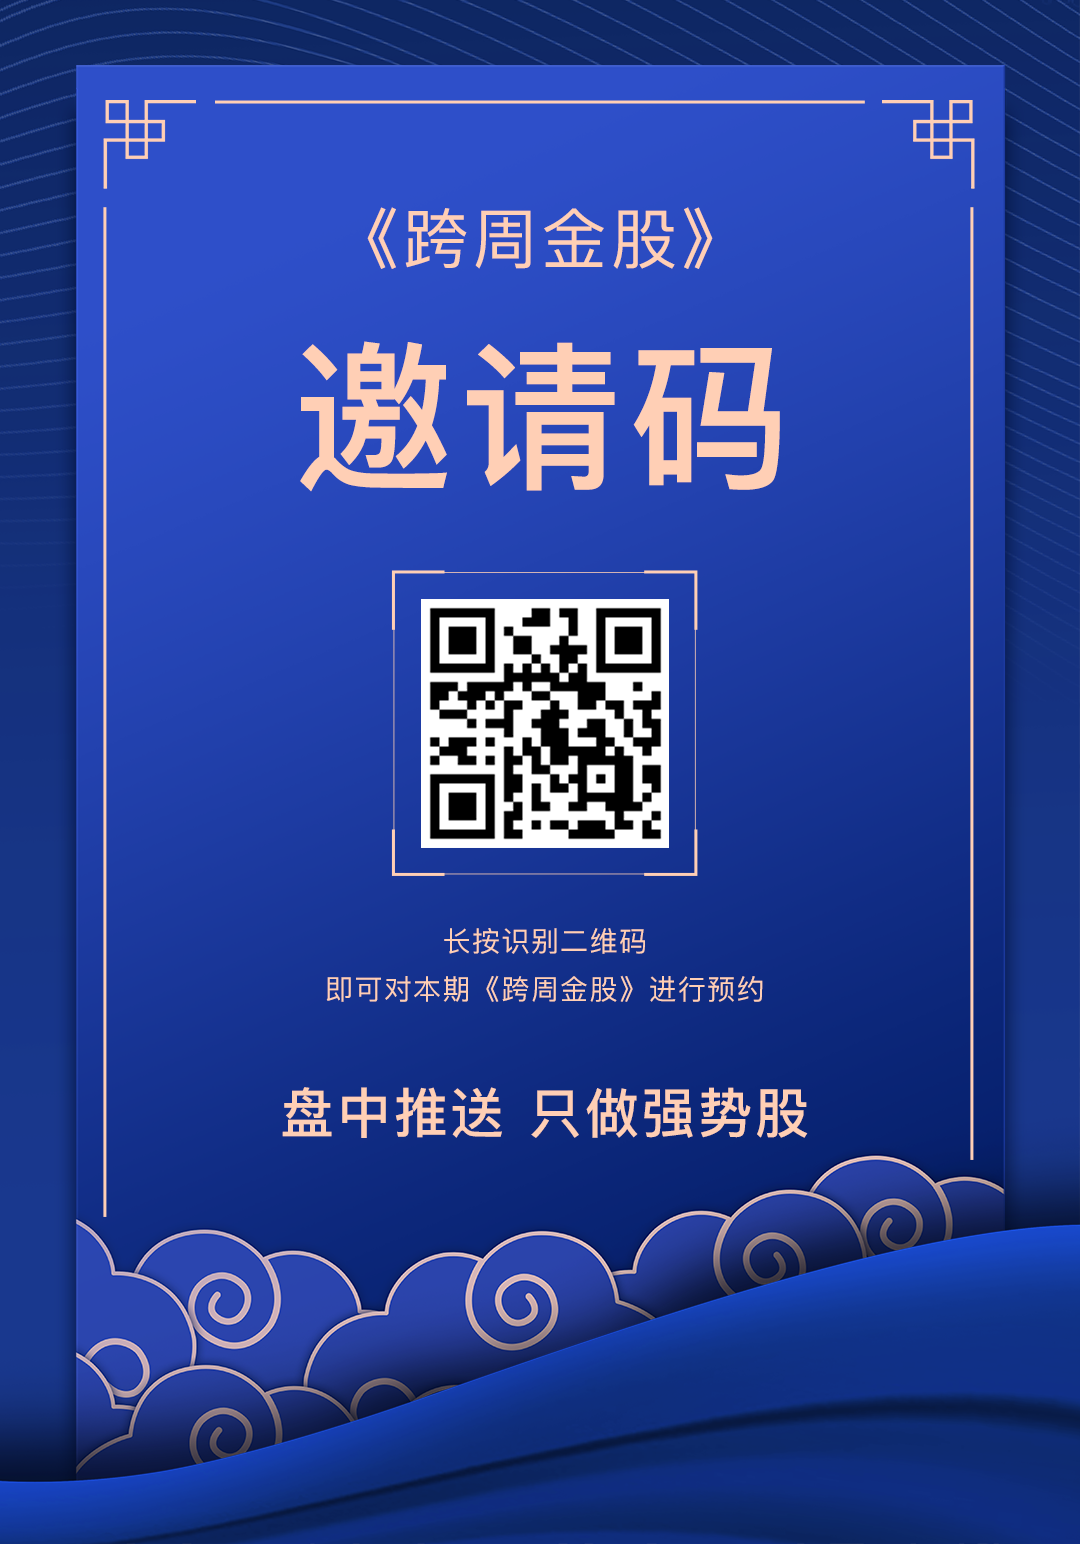 《跨周金股》
邀请码
长按识别二维码
即可对本期《跨周金股》进行预约
盘中推送 只做强势股